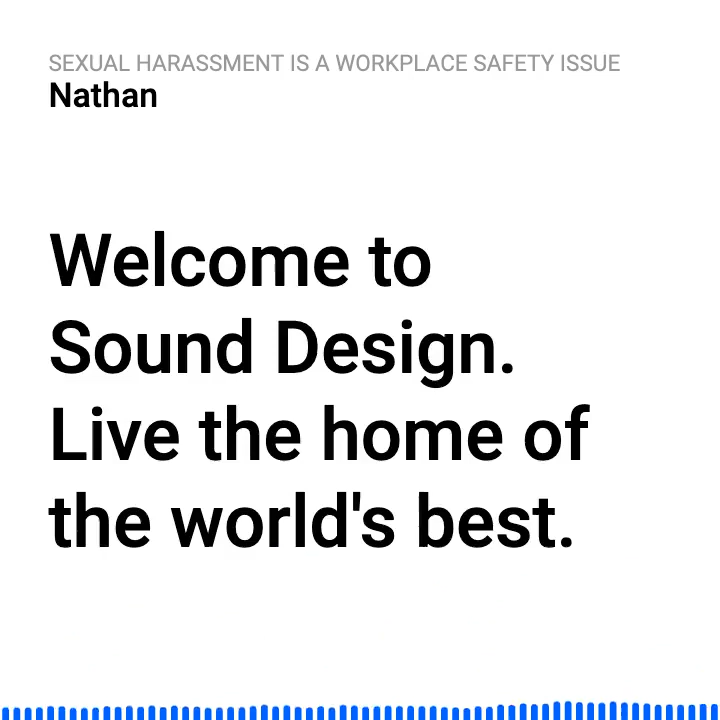 SEXUAL HARASSMENT IS A WORKPLACE SAFETY ISSUE
Nathan
Welcome to
Sound Design.
Live the home of
the world's best.